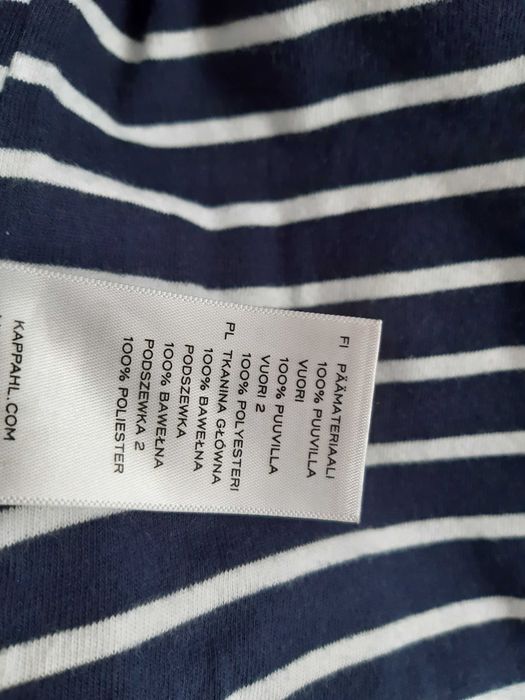 FI PÄÄMATERIAALI
100% PUUVILLA
VUORI
100% PUUVILLA
VUORI 2
100% POLYESTERI
PL TKANINA GŁÓWNA
100% BAWEŁNA
PODSZEWKA
100% BAWEŁNA
PODSZEWKA 2
100% POLIESTER
KAPPAHL.COM